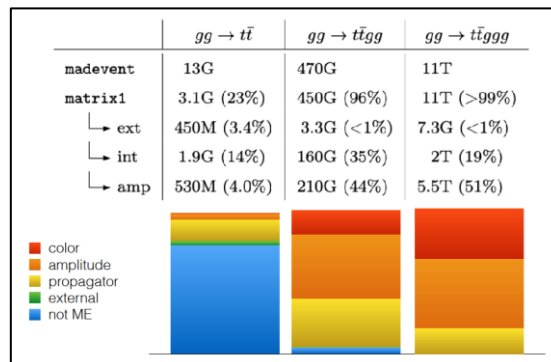 gg → tt̄ gg → tt̄gg gg → tt̄ggg
madevent 13G 470G 11T
matrix1 3.1G (23%) 450G (96%) 11T (>99%)
↳ ext 450M (3.4%) 3.3G (<1%) 7.3G (<1%)
↳ int 1.9G (14%) 160G (35%) 2T (19%)
↳ amp 530M (4.0%) 210G (44%) 5.5T (51%)
color
amplitude
propagator
external
not ME